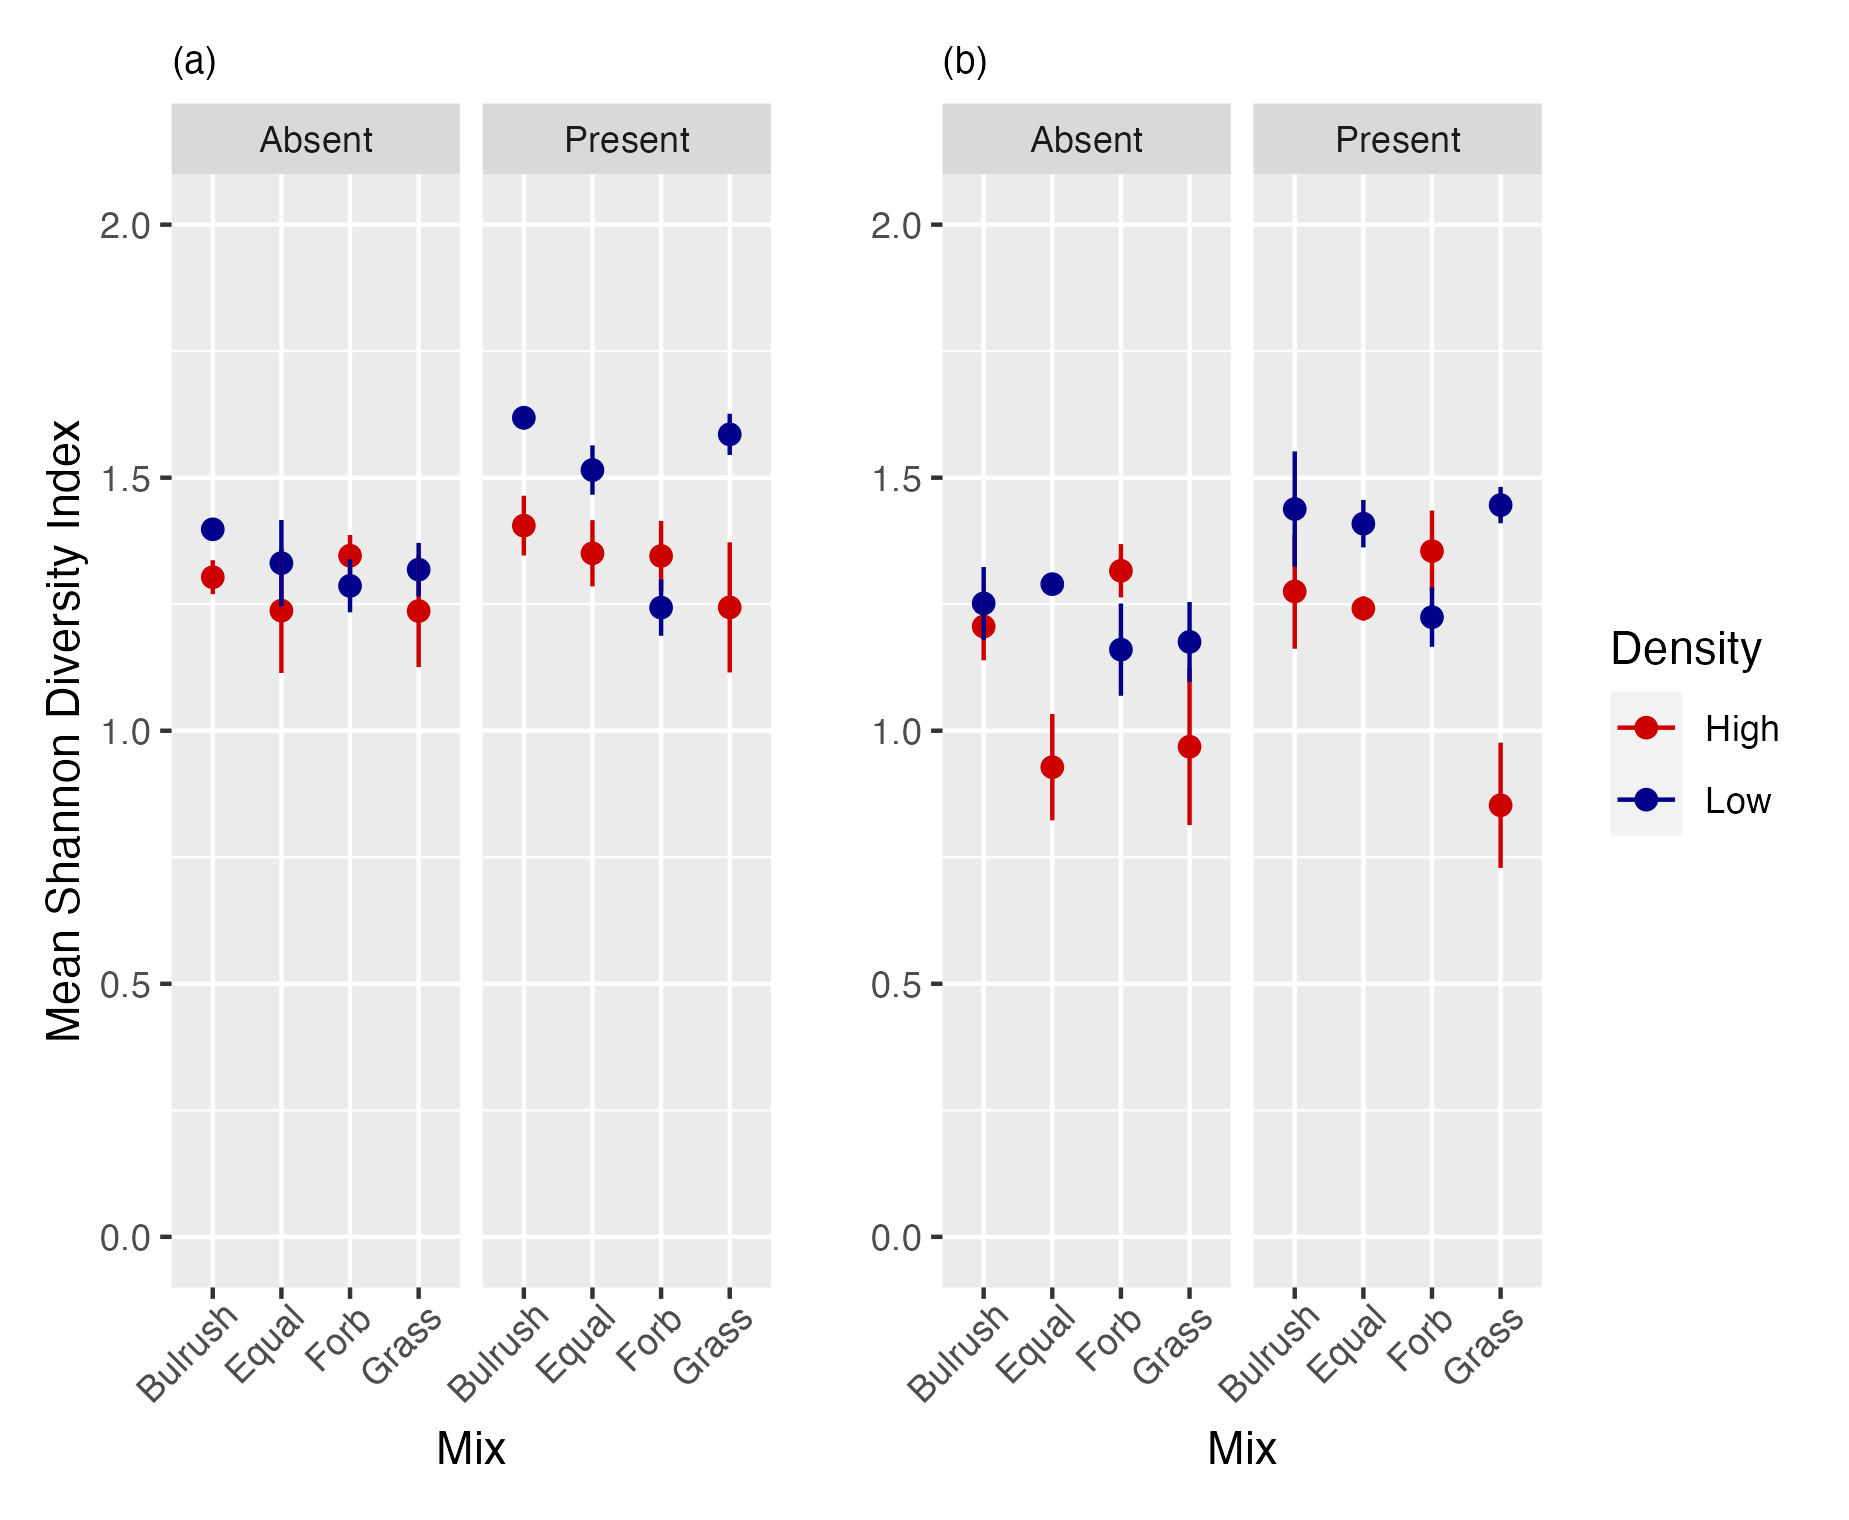 (a)
(b)
Absent
Present
Absent
Present
Mean Shannon Diversity Index
2.0
1.5
1.0
0.5
0.0
2.0
1.5
1.0
0.5
0.0
Bulrush
Equal
Forb
Grass
Bulrush
Equal
Forb
Grass
Bulrush
Equal
Forb
Grass
Bulrush
Equal
Forb
Grass
Mix
Mix
Density
High
Low